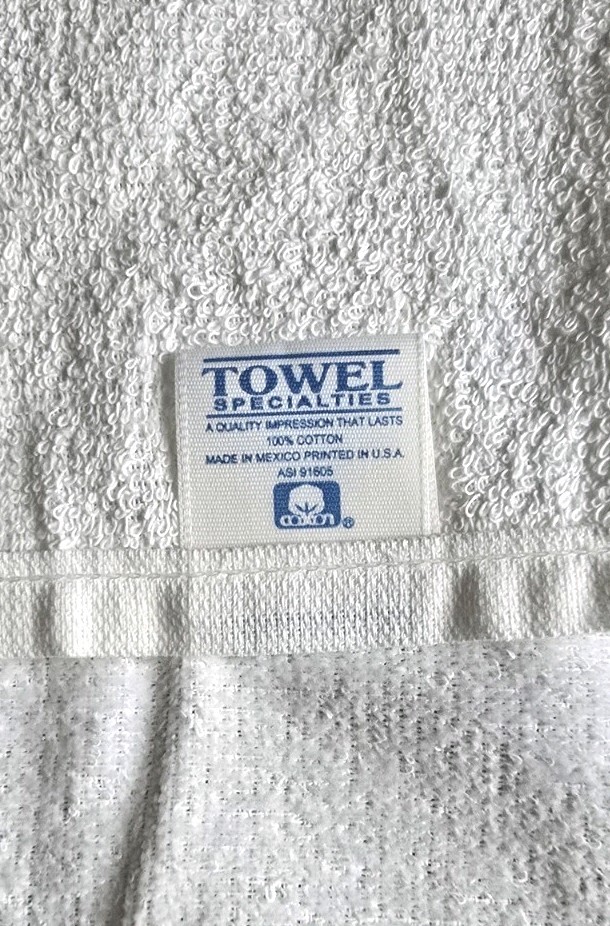 TOWEL
SPECIALTIES
A QUALITY IMPRESSION THAT LASTS
100% COTTON
MADE IN MEXICO PRINTED IN U.S.A.
ASI 91605
cotton®